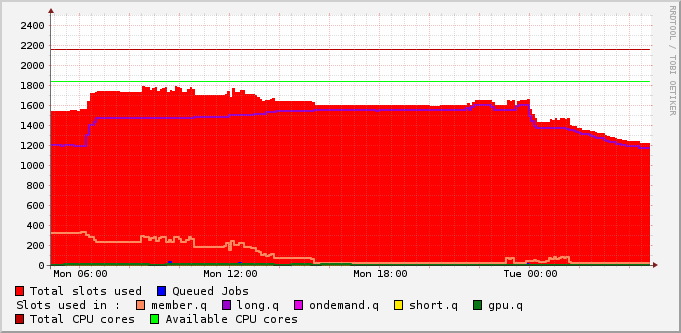 2400
2200
2000
1800
1600
1400
1200
1000
800
600
400
200
0
Mon 06:00 Mon 12:00 Mon 18:00 Tue 00:00
RRDTOOL / TOBI OETIKER
Total slots used Queued Jobs
Slots used in : member.q long.q ondemand.q short.q gpu.q
Total CPU cores Available CPU cores